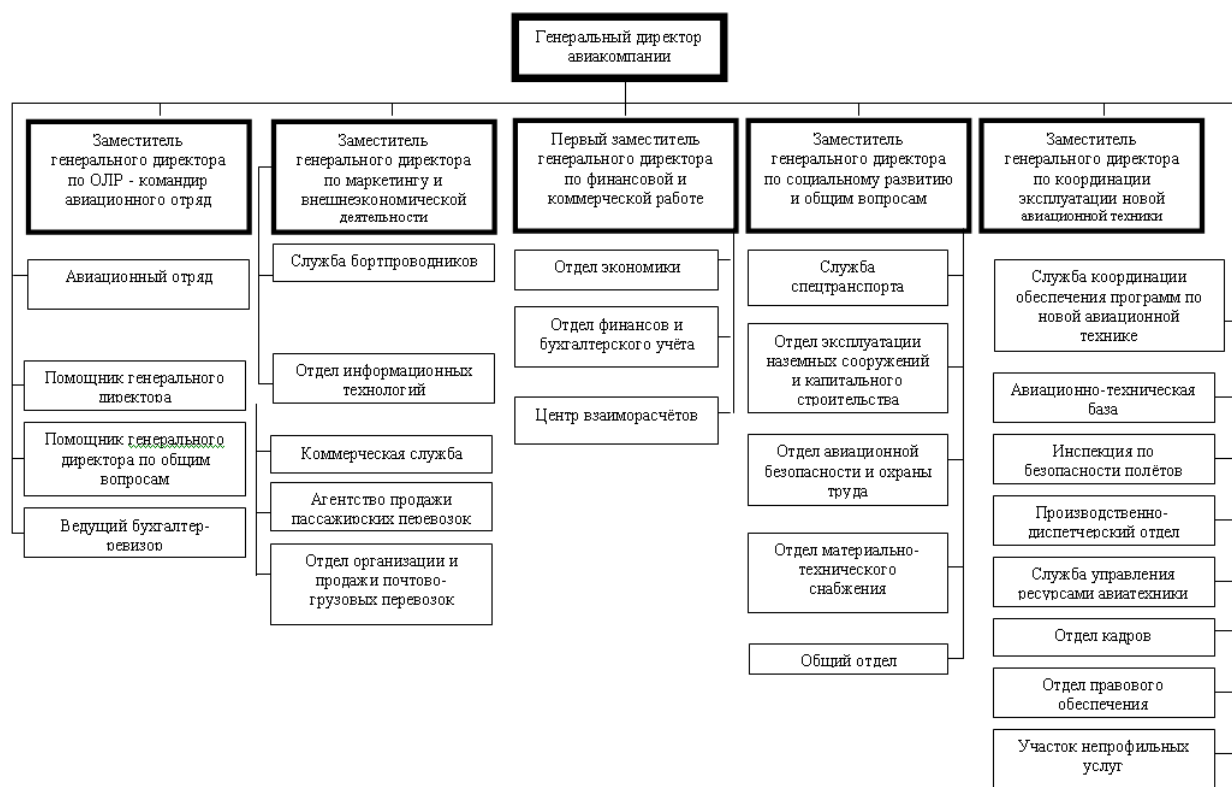 Генеральный директор
авиакомпании
Заместитель
генерального директора
по ОЛР - командир
авиационного отряд
Заместитель
генерального директора
по маркетингу и
внешнеэкономической
деятельности
Первый заместитель
генерального директора
по финансовой и
коммерческой работе
Заместитель
генерального директора
по социальному развитию
и общим вопросам
Заместитель
генерального директора
по координации
эксплуатации новой
авиационной техники
Авиационный отряд
Помощник генерального
директора
Помощник генерального
директора по общим
вопросам
Ведущий бухгалтер-
ревизор
Служба бортпроводников
Отдел информационных
технологий
Коммерческая служба
Агентство продажи
пассажирских перевозок
Отдел организации и
продажи почтово-
грузовых перевозок
Отдел экономики
Отдел финансов и
бухгалтерского учёта
Центр взаиморасчётов
Служба
спецтранспорта
Отдел эксплуатации
наземных сооружений
и капитального
строительства
Отдел авиационной
безопасности и охраны
труда
Отдел материально-
технического
снабжения
Общий отдел
Служба координации
обеспечения программ по
новой авиационной
технике
Авиационно-техническая
база
Инспекция по
безопасности полётов
Производственно-
диспетчерский отдел
Служба управления
ресурсами авиатехники
Отдел кадров
Отдел правового
обеспечения
Участок непрофильных
услуг